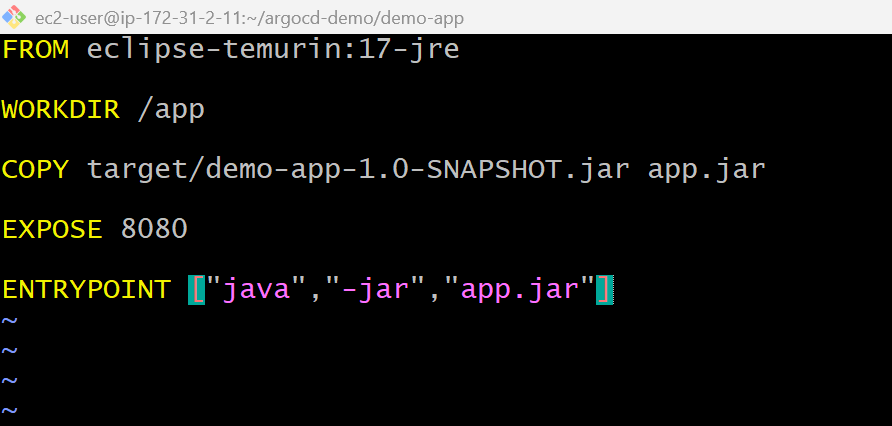 ec2-user@ip-172-31-2-11:~/argocd-demo/demo-app
FROM eclipse-temurin:17-jre
WORKDIR /app
COPY target/demo-app-1.0-SNAPSHOT.jar app.jar
EXPOSE 8080
ENTRYPOINT ["java","-jar","app.jar"]
~
~
~
~